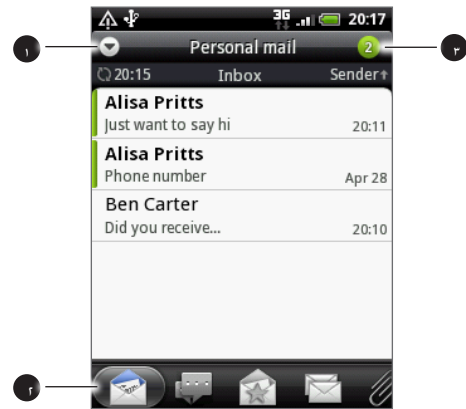 3G 20:17
١ Personal mail 2 ٣
20:15 Inbox Sender
Alisa Pritts
Just want to say hi 20:11
Alisa Pritts
Phone number Apr 28
Ben Carter
Did you receive... 20:10
٢